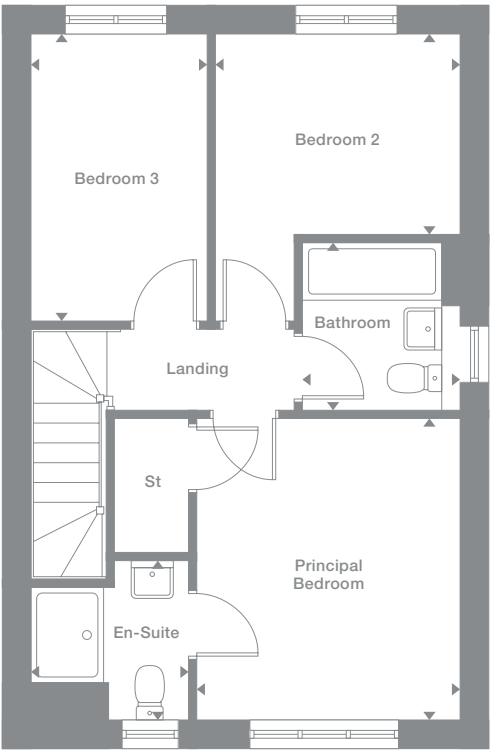 Bedroom 2
Bedroom 3
Bathroom
Landing
St
Principal
Bedroom
En-Suite